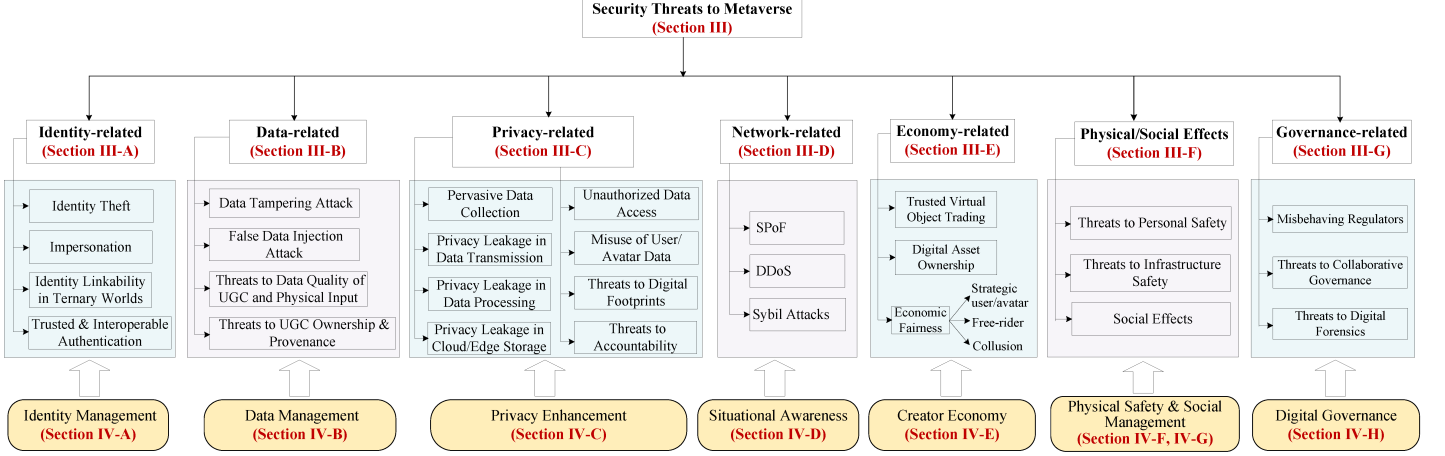 Security Threats to Metaverse
(Section III)
Identity-related
(Section III-A)
Data-related
(Section III-B)
Privacy-related
(Section III-C)
Network-related
(Section III-D)
Economy-related
(Section III-E)
Physical/Social Effects
(Section III-F)
Governance-related
(Section III-G)
Identity Theft
Impersonation
Identity Linkability
in Ternary Worlds
Trusted & Interoperable
Authentication
Data Tampering Attack
False Data Injection
Attack
Threats to Data Quality of
UGC and Physical Input
Threats to UGC Ownership &
Provenance
Pervasive Data
Collection
Privacy Leakage in
Data Transmission
Privacy Leakage in
Data Processing
Privacy Leakage in
Cloud/Edge Storage
Unauthorized Data
Access
Misuse of User/
Avatar Data
Threats to Digital
Footprints
Threats to
Accountability
SPoF
DDoS
Sybil Attacks
Trusted Virtual
Object Trading
Digital Asset
Ownership
Economic
Fairness
Strategic
user/avatar
Free-rider
Collusion
Threats to Personal Safety
Threats to Infrastructure
Safety
Social Effects
Misbehaving Regulators
Threats to Collaborative
Governance
Threats to Digital
Forensics
Identity Management
(Section IV-A)
Data Management
(Section IV-B)
Privacy Enhancement
(Section IV-C)
Situational Awareness
(Section IV-D)
Creator Economy
(Section IV-E)
Physical Safety & Social
Management
(Section IV-F, IV-G)
Digital Governance
(Section IV-H)